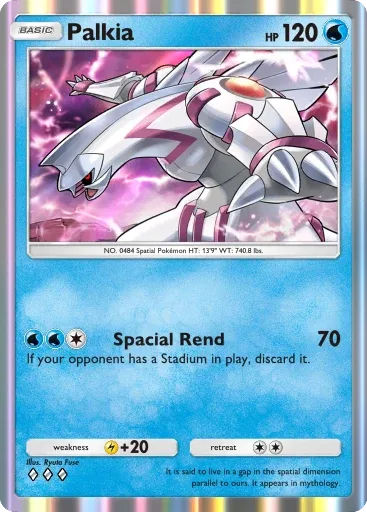 BASIC Palkia HP 120
NO. 0484 Spatial Pokémon HT: 13'9" WT: 740.8 lbs.
Spacial Rend 70
If your opponent has a Stadium in play, discard it.
weakness +20 retreat
Illus. Ryuta Fuse
It is said to live in a gap in the spatial dimension
parallel to ours. It appears in mythology.